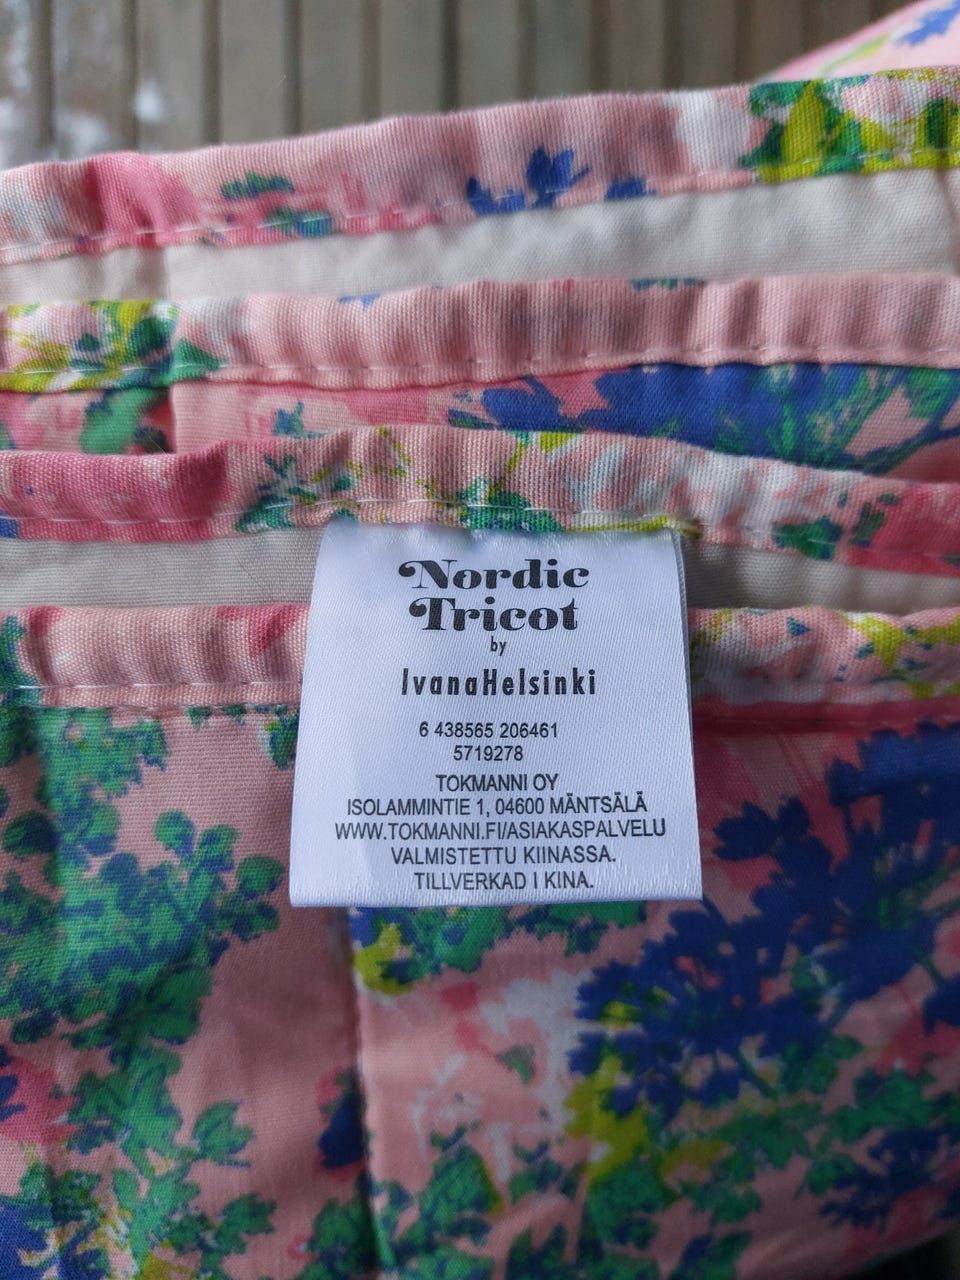 Nordic
Tricot
by
IvanaHelsinki
6 438565 206461
5719278
TOKMANNI OY
ISOLAMMINTIE 1, 04600 MÄNTSÄLÄ
WWW.TOKMANNI.FI/ASIAKASPALVELU
VALMISTETTU KIINASSA.
TILLVERKAD I KINA.